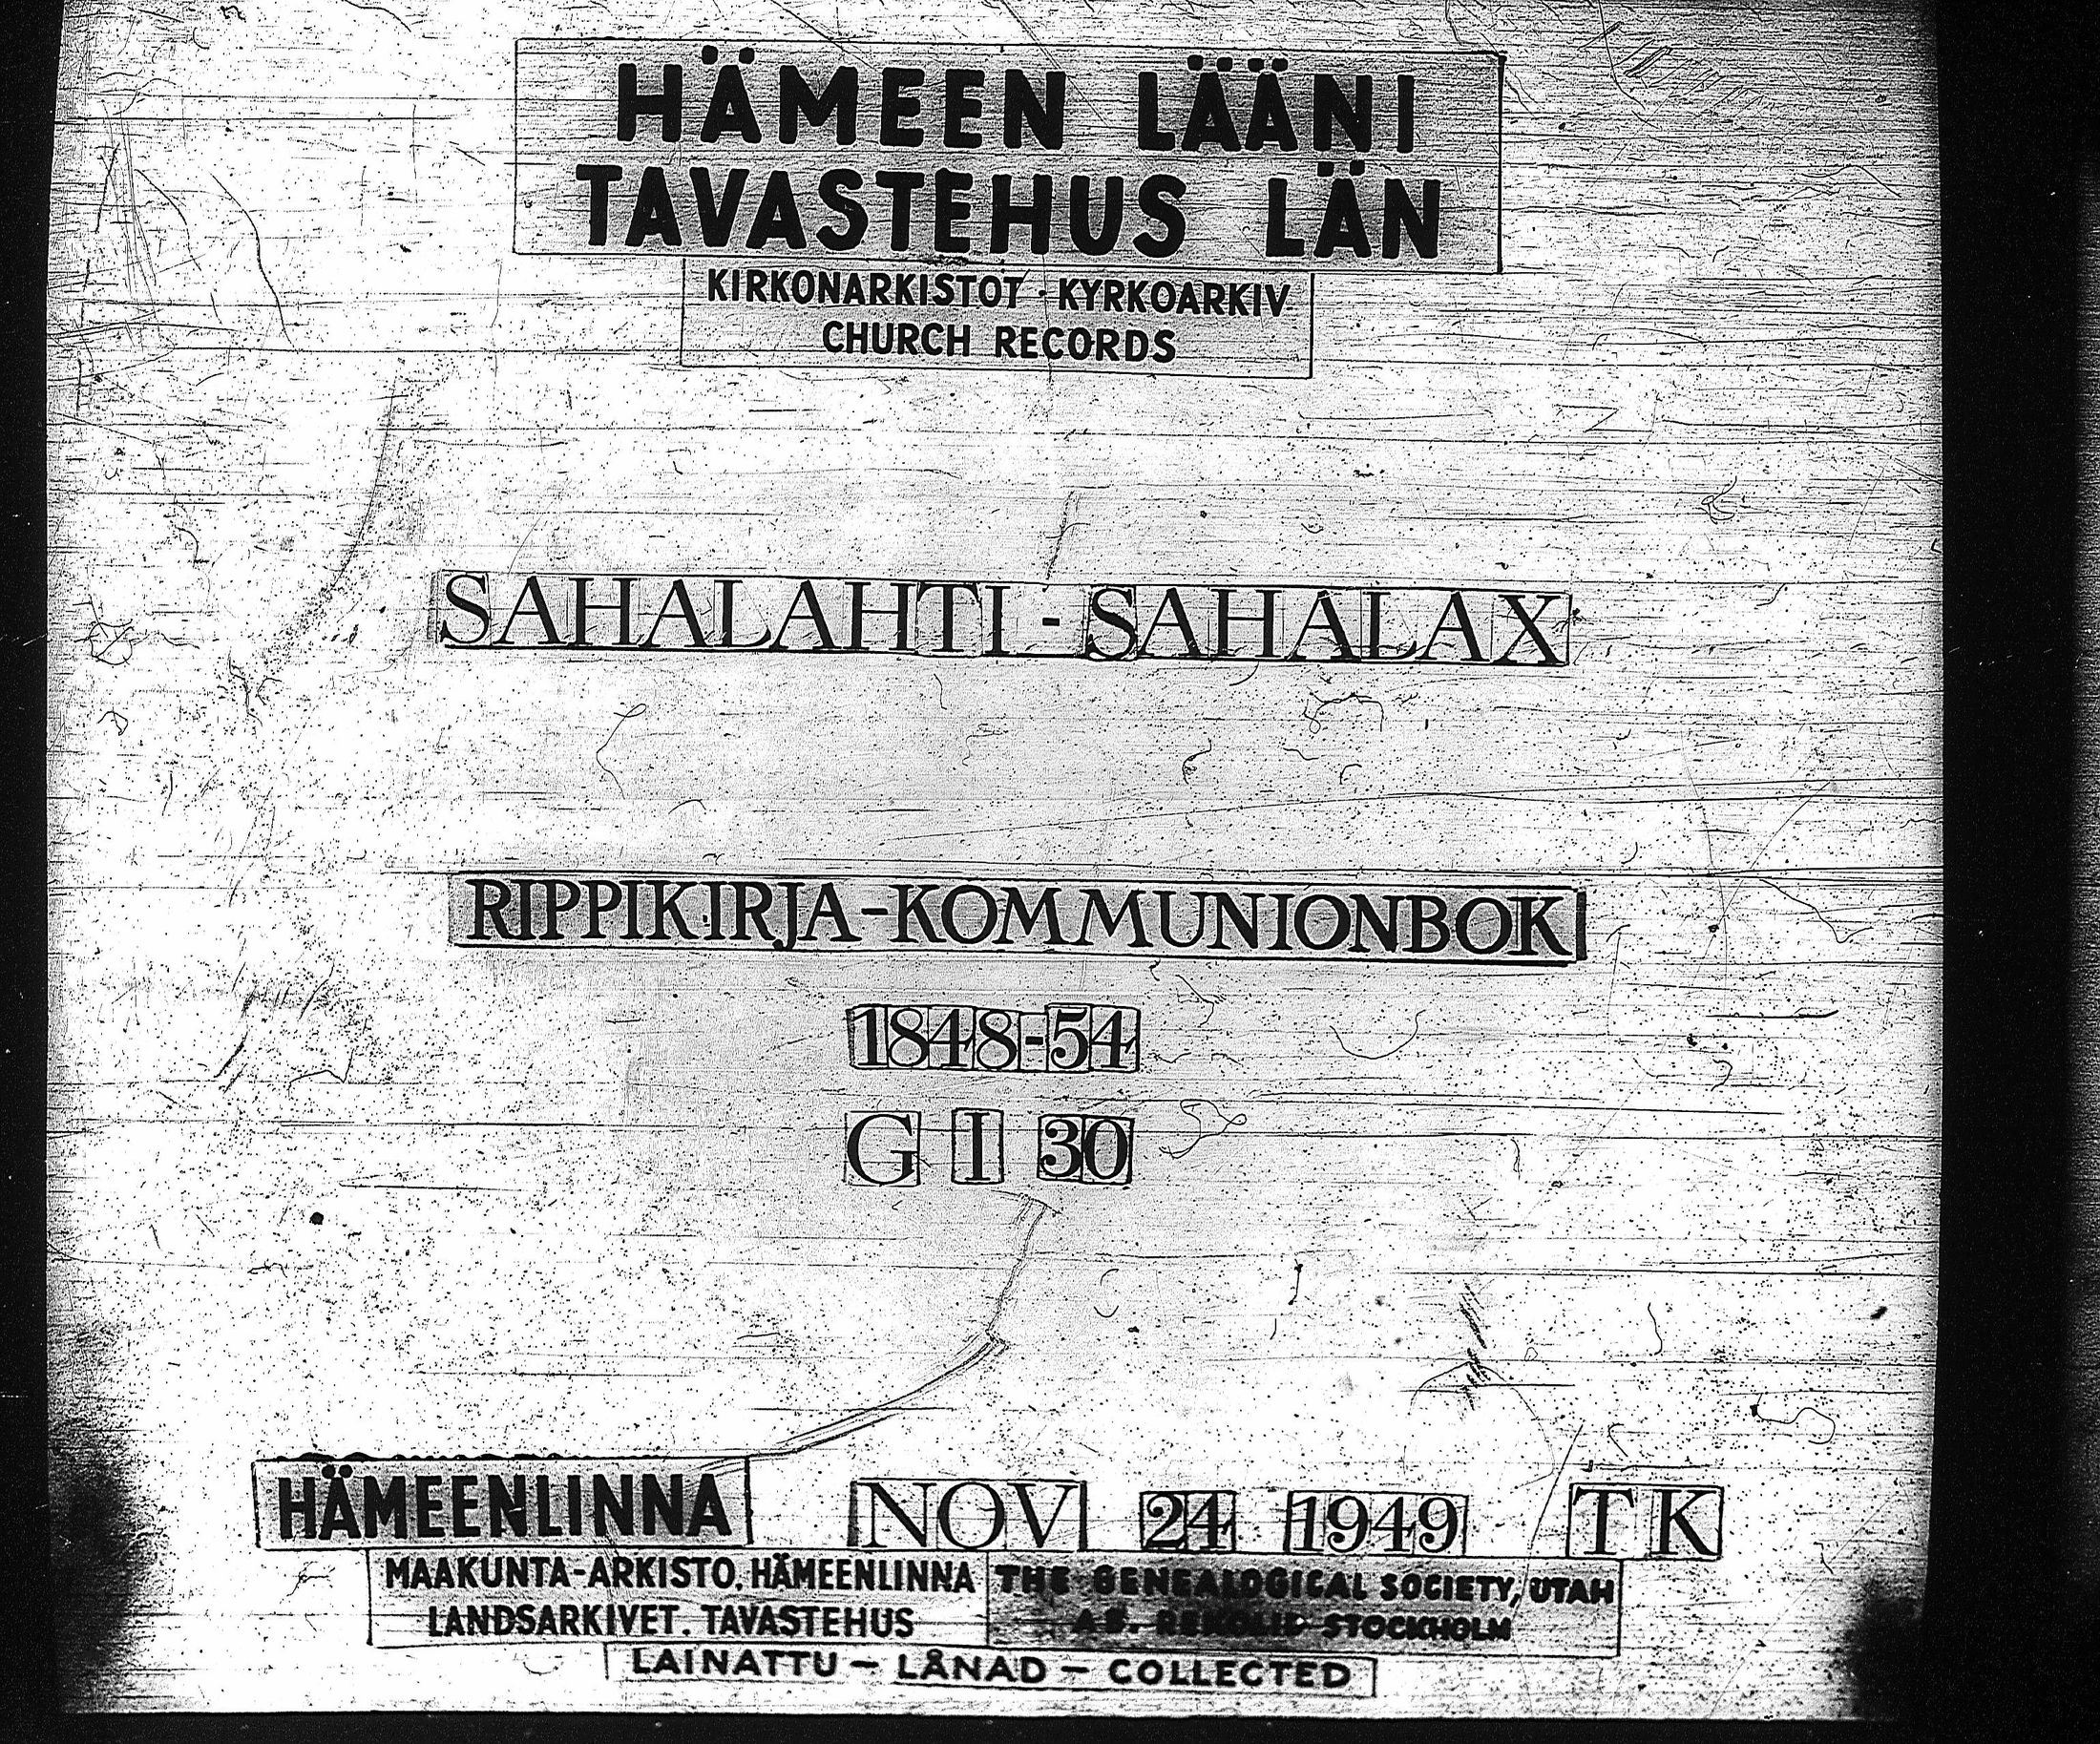 HÄMEEN LÄÄNI
TAVASTEHUS LÄN
KIRKONARKISTOT · KYRKOARKIV
CHURCH RECORDS
SAHALAHTI - SAHALAX
RIPPIKIRJA-KOMMUNIONBOK
1848-54
G I 30
HÄMEENLINNA NOV 24 1949 TK
MAAKUNTA-ARKISTO, HÄMEENLINNA
LANDSARKIVET. TAVASTEHUS
THE GENEALOGICAL SOCIETY, UTAH
AB. STOCKHOLM
LAINATTU - LÅNAD - COLLECTED